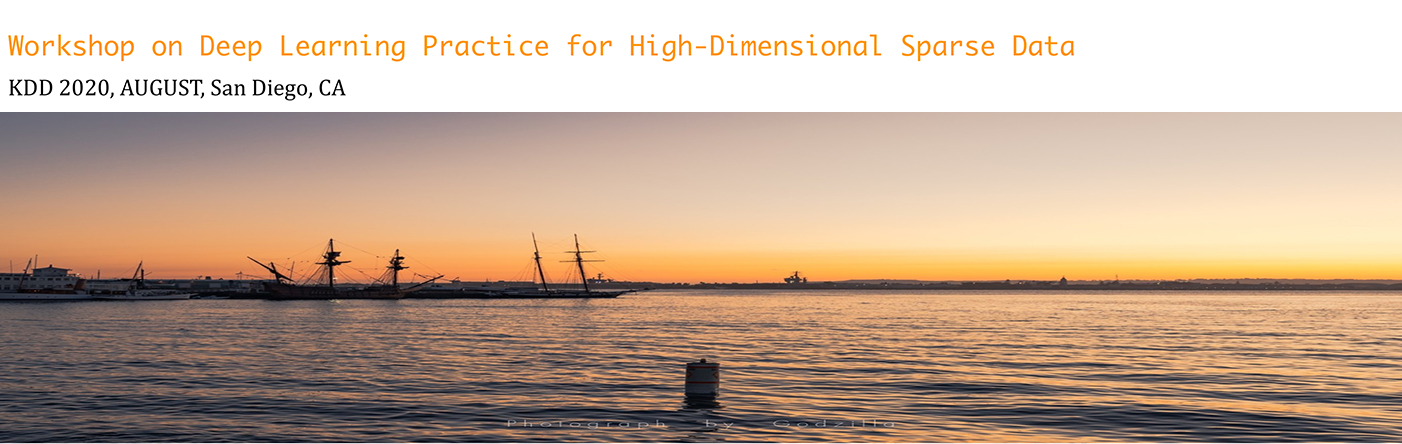 Workshop on Deep Learning Practice for High-Dimensional Sparse Data
KDD 2020, AUGUST, San Diego, CA
Photograph by Godzilla